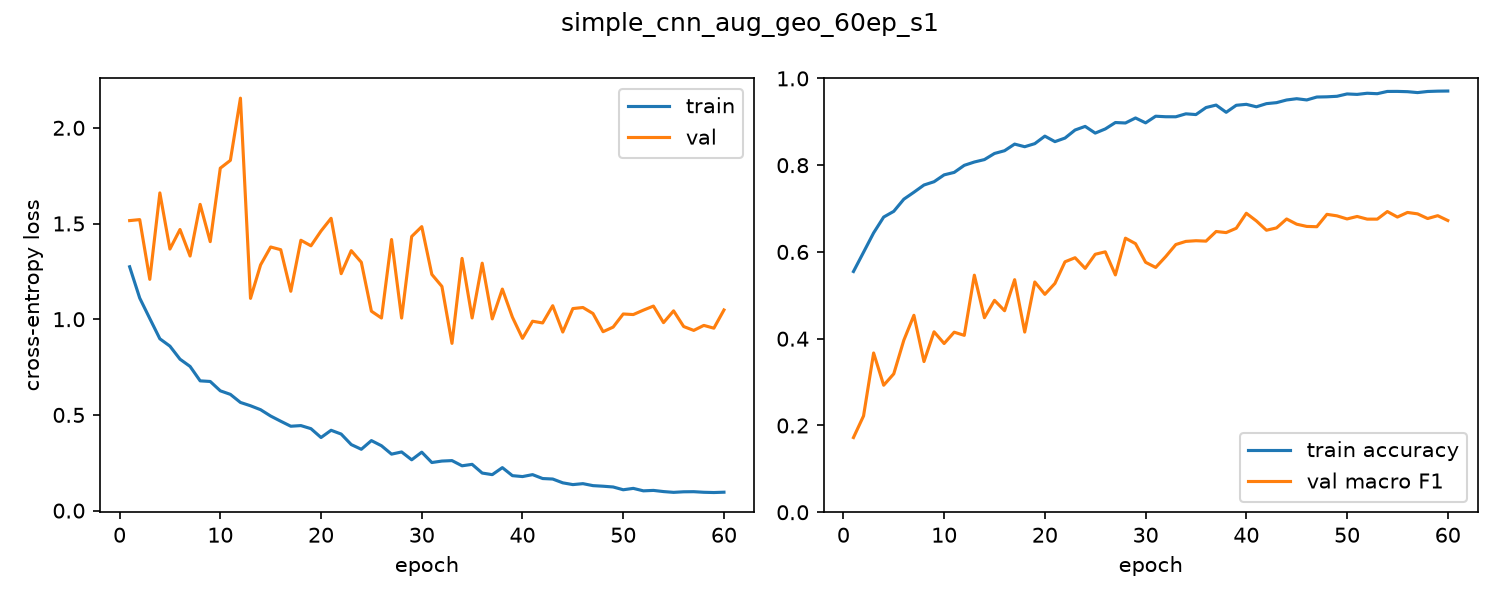 simple_cnn_aug_geo_60ep_s1
cross-entropy loss
2.0
1.5
1.0
0.5
0.0
train
val
0 10 20 30 40 50 60
epoch
1.0
0.8
0.6
0.4
0.2
0.0
train accuracy
val macro F1
0 10 20 30 40 50 60
epoch